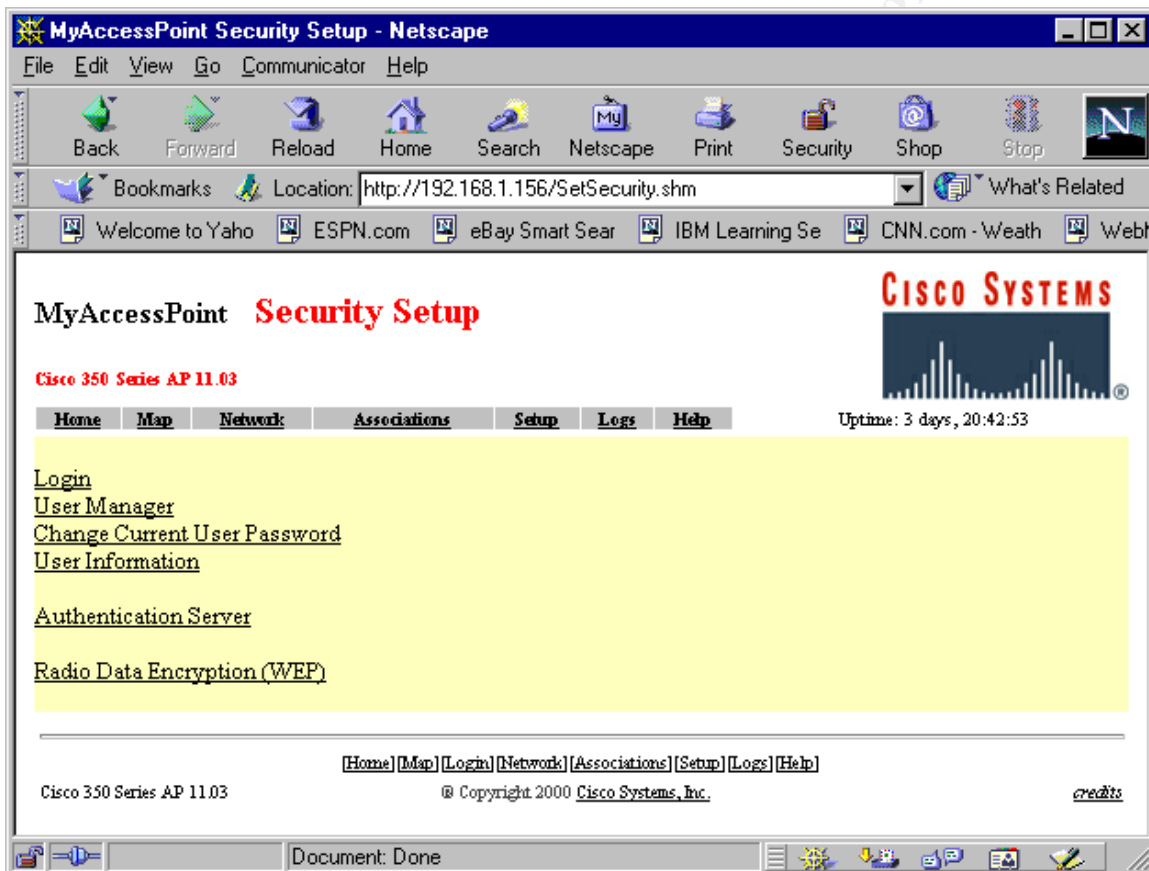 MyAccessPoint Security Setup - Netscape
File Edit View Go Communicator Help
Back Forward Reload Home Search Netscape Print Security Shop Stop
My
N
Bookmarks Location: http://192.168.1.156/SetSecurity.shm What's Related
Welcome to Yaho ESPN.com eBay Smart Sear IBM Learning Se CNN.com - Weath
MyAccessPoint Security Setup
CISCO SYSTEMS
®
Cisco 350 Series AP 11.03
Home Map Network Associations Setup Logs Help Uptime: 3 days, 20:42:53
Login
User Manager
Change Current User Password
User Information
Authentication Server
Radio Data Encryption (WEP)
[Home][Map][Login][Network][Associations][Setup][Logs][Help]
Cisco 350 Series AP 11.03 © Copyright 2000 Cisco Systems, Inc. credits
Document: Done